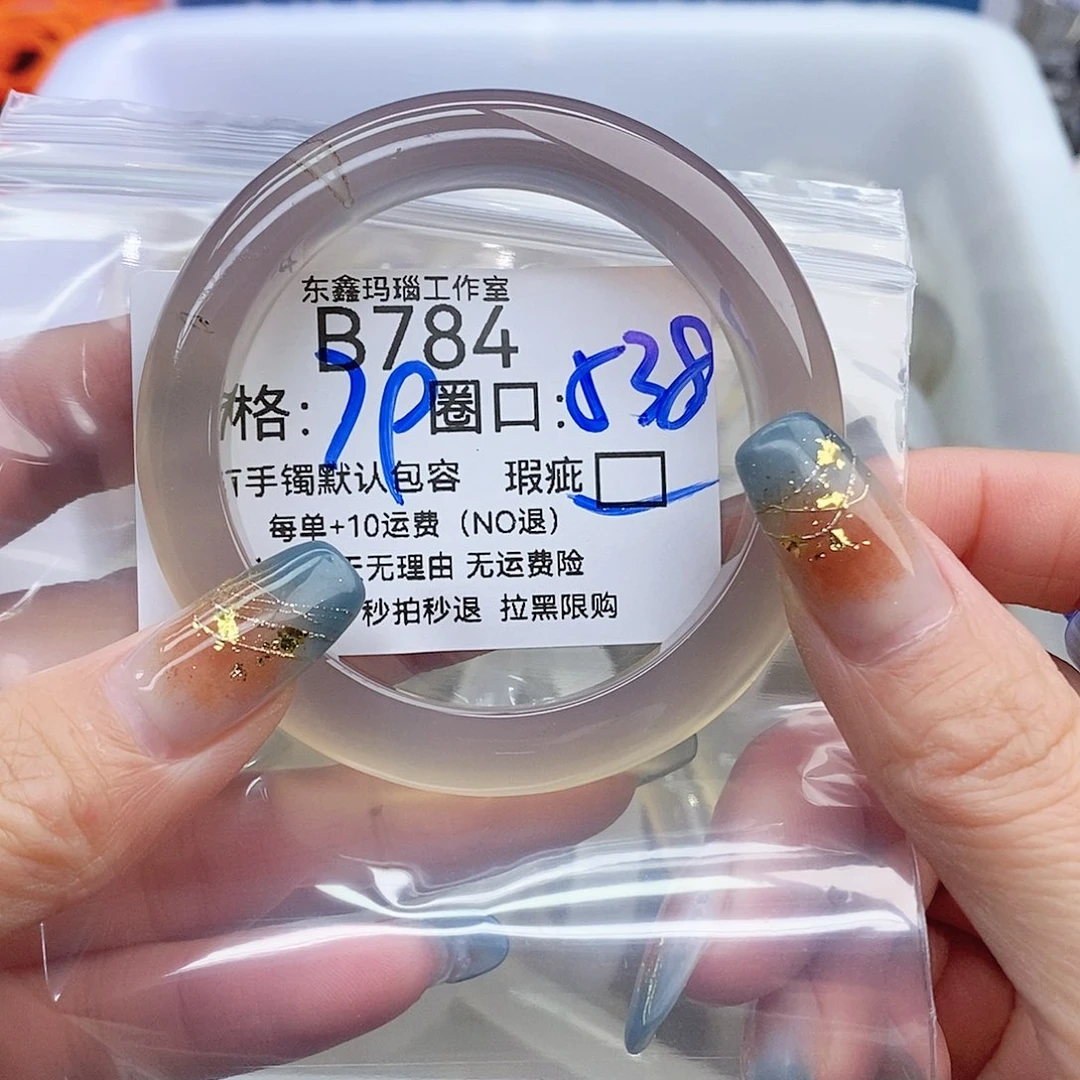 东鑫玛瑙工作室
B784
格: 圈口:538
手镯默认包容 瑕疵
每单+10运费（NO退）
无理由 无运费险
秒拍秒退 拉黑限购